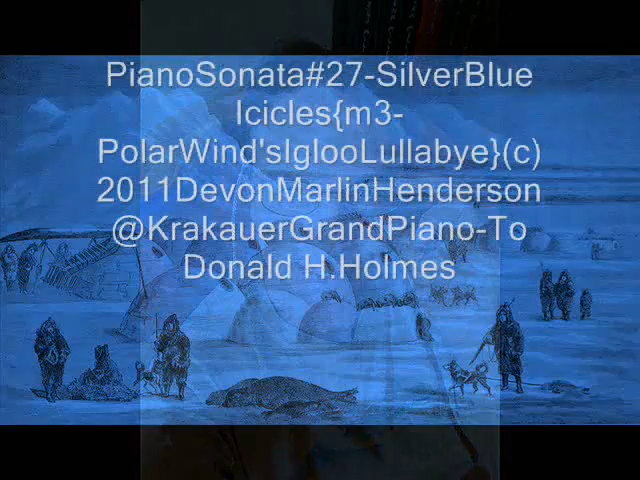 PianoSonata#27-SilverBlue
Icicles{m3-
PolarWind'sIglooLullabye}(c)
2011DevonMarlinHenderson
@KrakauerGrandPiano-To
Donald H.Holmes